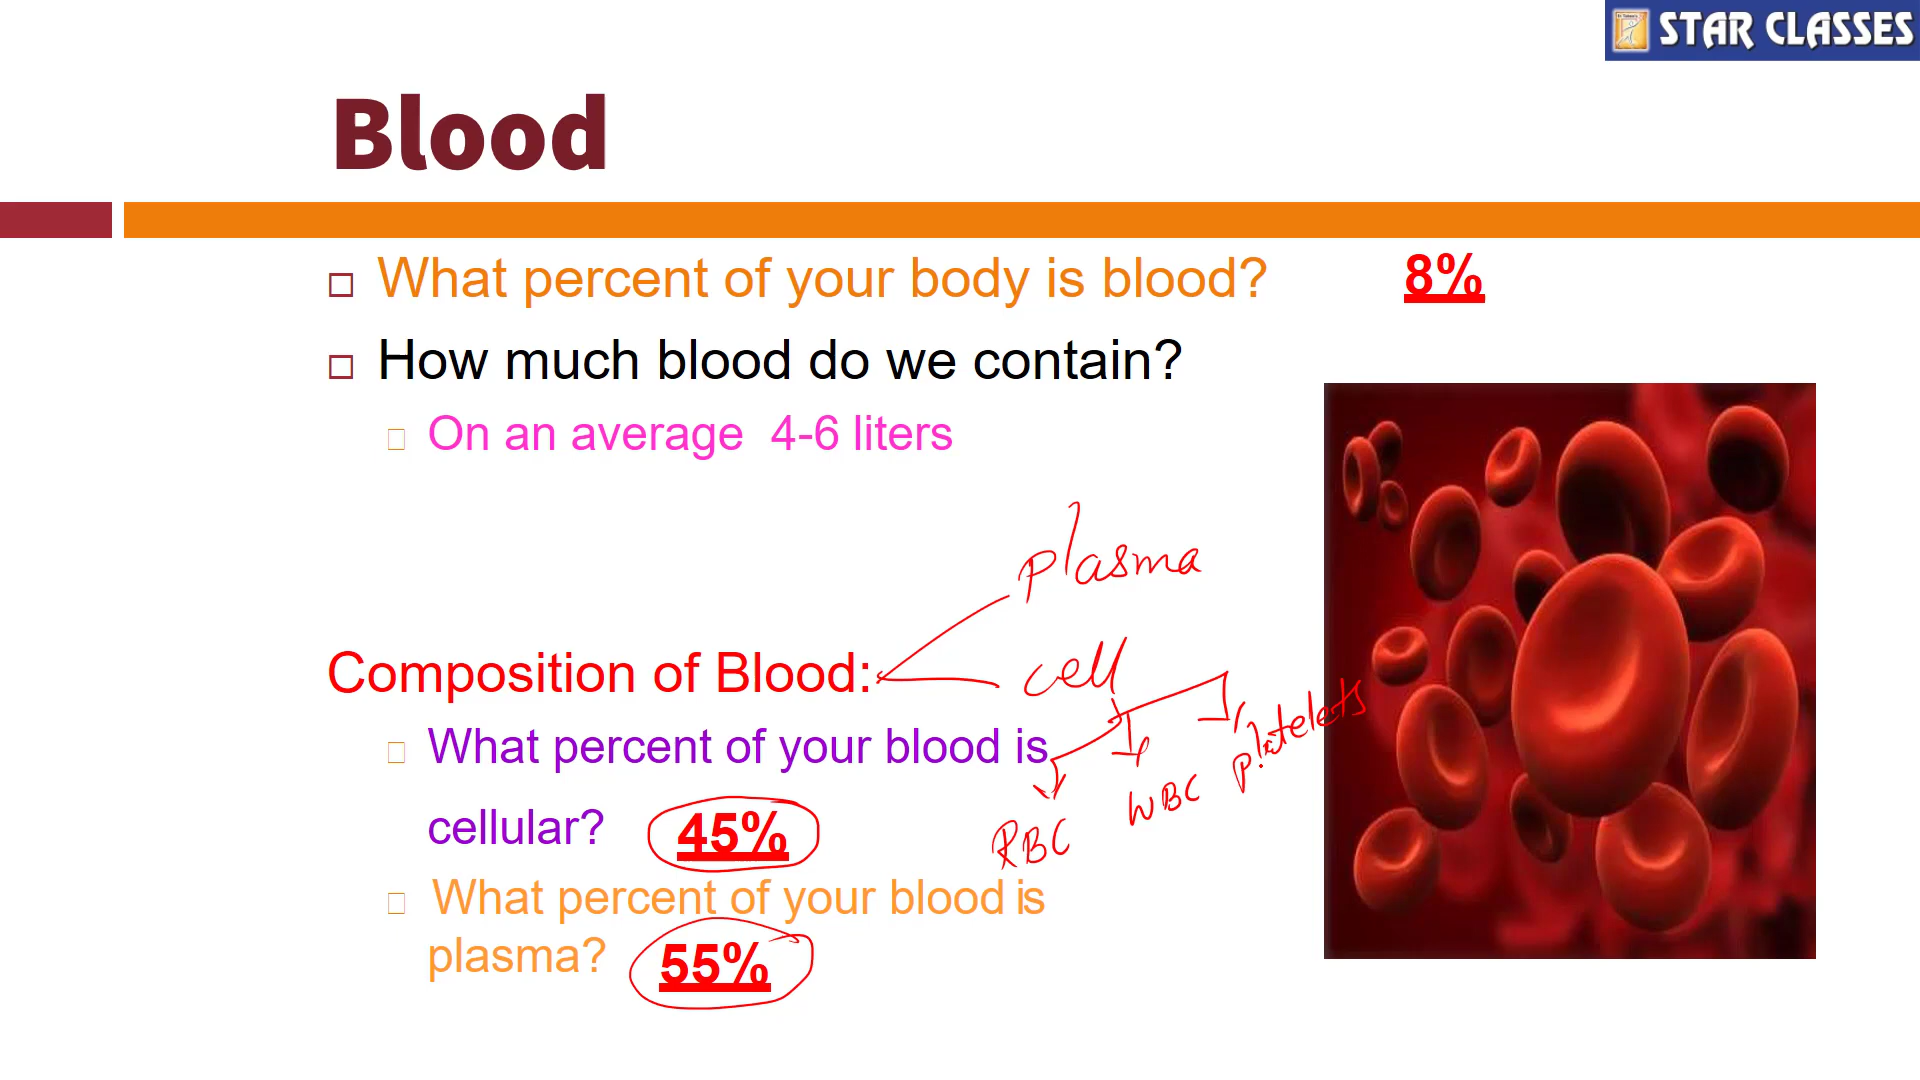 STAR CLASSES
Blood
What percent of your body is blood? 8%
How much blood do we contain?
On an average 4-6 liters
plasma
Composition of Blood: cell
What percent of your blood is
cellular? 45%
RBC WBC platelets
What percent of your blood is
plasma? 55%